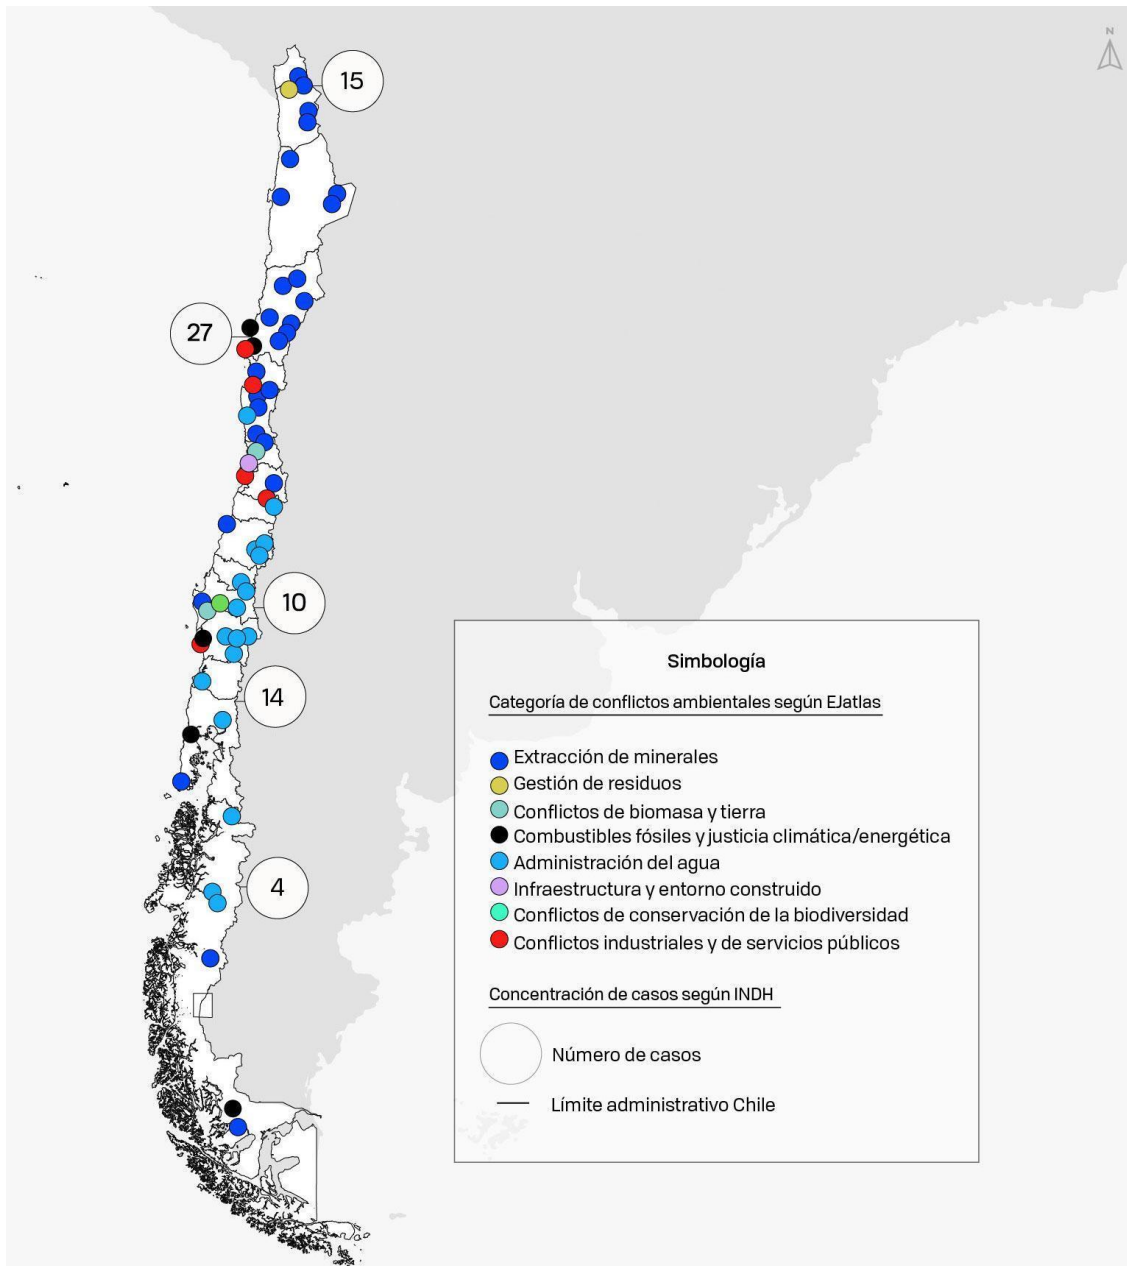 N
15
27
10
14
4
Simbología
Categoría de conflictos ambientales según EJatlas
Extracción de minerales
Gestión de residuos
Conflictos de biomasa y tierra
Combustibles fósiles y justicia climática/energética
Administración del agua
Infraestructura y entorno construido
Conflictos de conservación de la biodiversidad
Conflictos industriales y de servicios públicos
Concentración de casos según INDH
Número de casos
Límite administrativo Chile